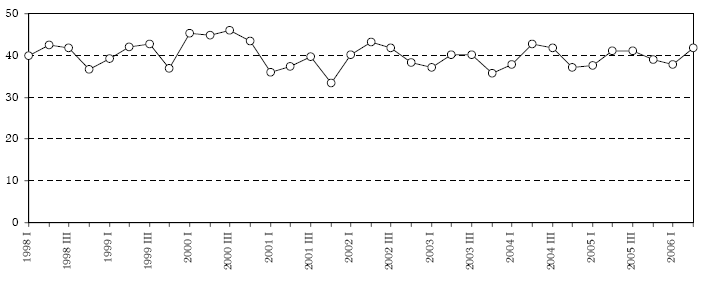 50
40
30
20
10
0
1998 I
1998 III
1999 I
1999 III
2000 I
2000 III
2001 I
2001 III
2002 I
2002 III
2003 I
2003 III
2004 I
2004 III
2005 I
2005 III
2006 I